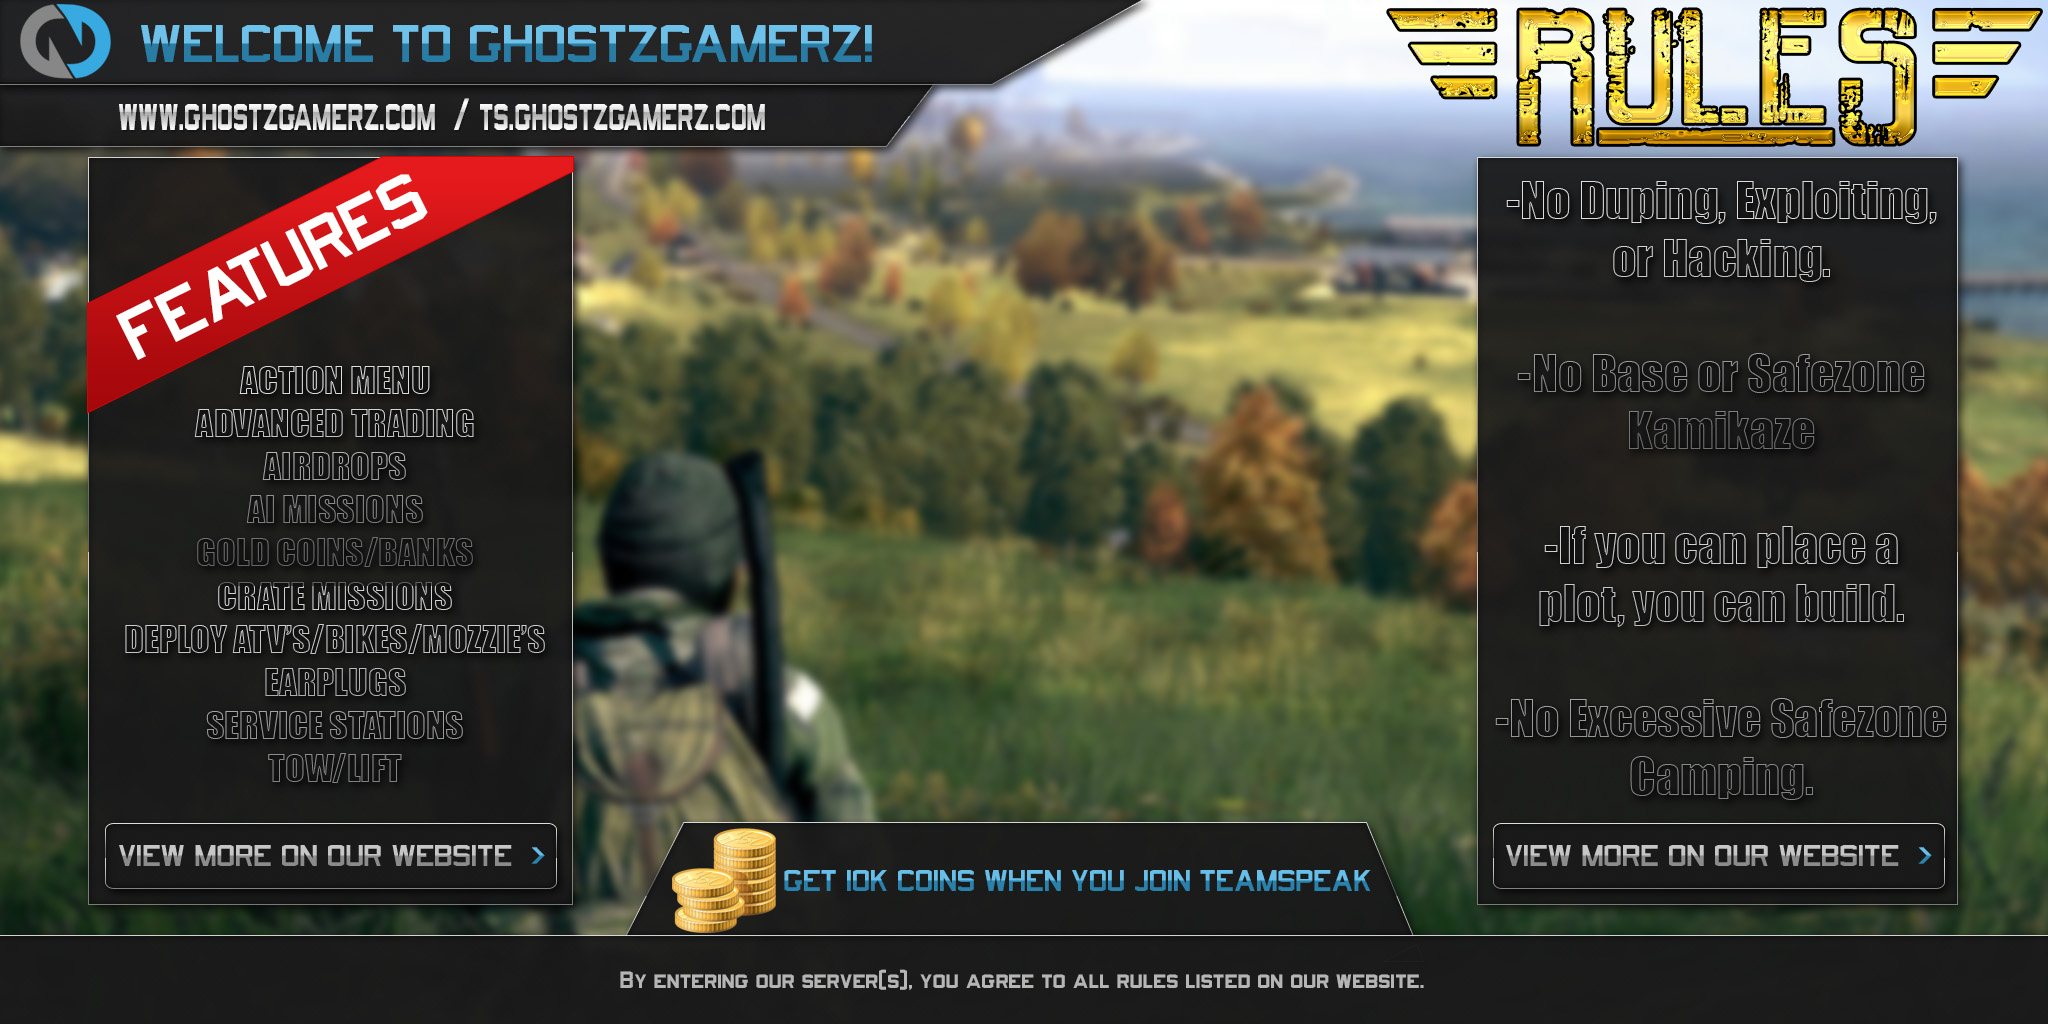 WELCOME TO GHOSTZGAMERZ!
WWW.GHOSTZGAMERZ.COM / TS.GHOSTZGAMERZ.COM
RULES
FEATURES
ACTION MENU
ADVANCED TRADING
AIRDROPS
AI MISSIONS
GOLD COINS/BANKS
CRATE MISSIONS
DEPLOY ATV'S/BIKES/MOZZIE'S
EARPLUGS
SERVICE STATIONS
TOW/LIFT
VIEW MORE ON OUR WEBSITE >
-No Duping, Exploiting,
or Hacking.
-No Base or Safezone
Kamikaze
-If you can place a
plot, you can build.
-No Excessive Safezone
Camping.
VIEW MORE ON OUR WEBSITE >
GET 10K COINS WHEN YOU JOIN TEAMSPEAK
BY ENTERING OUR SERVER(S), YOU AGREE TO ALL RULES LISTED ON OUR WEBSITE.